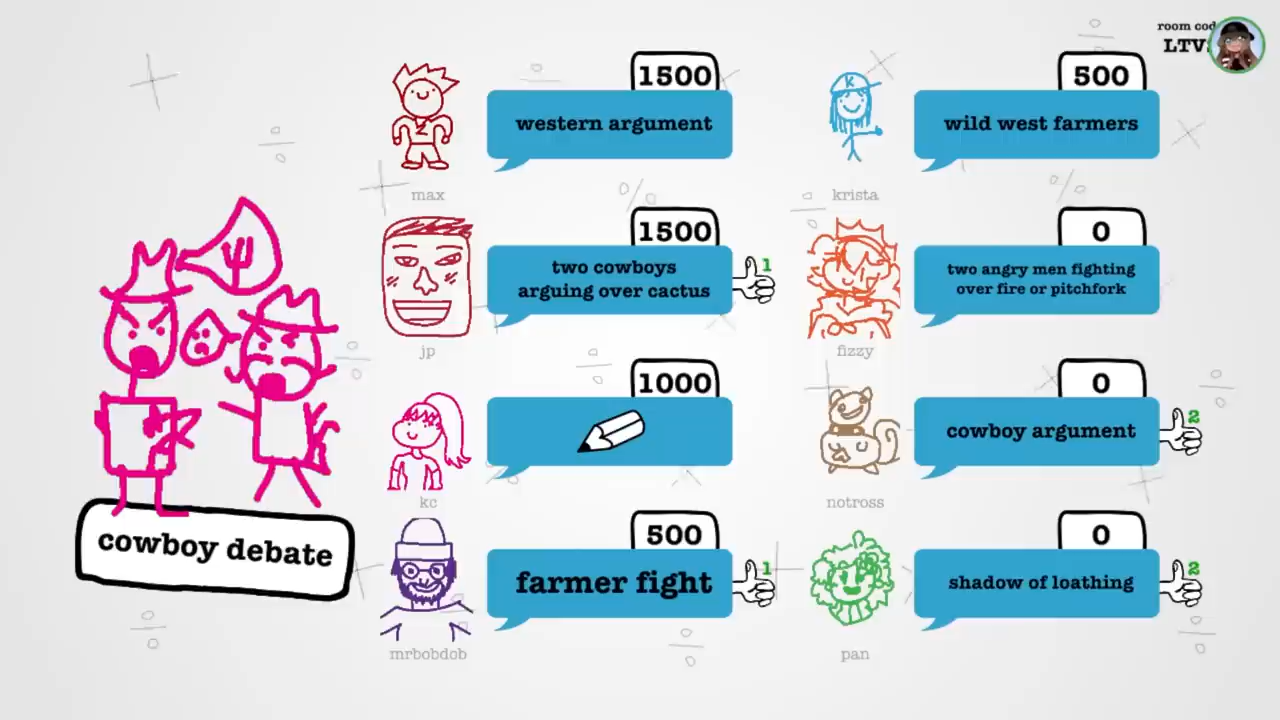 room cod
LTV
1500
western argument
max
500
wild west farmers
krista
1500
two cowboys
arguing over cactus
1
jp
0
two angry men fighting
over fire or pitchfork
fizzy
1000
kc
0
cowboy argument
2
notross
cowboy debate
500
farmer fight
1
mrbobdob
0
shadow of loathing
2
pan
K